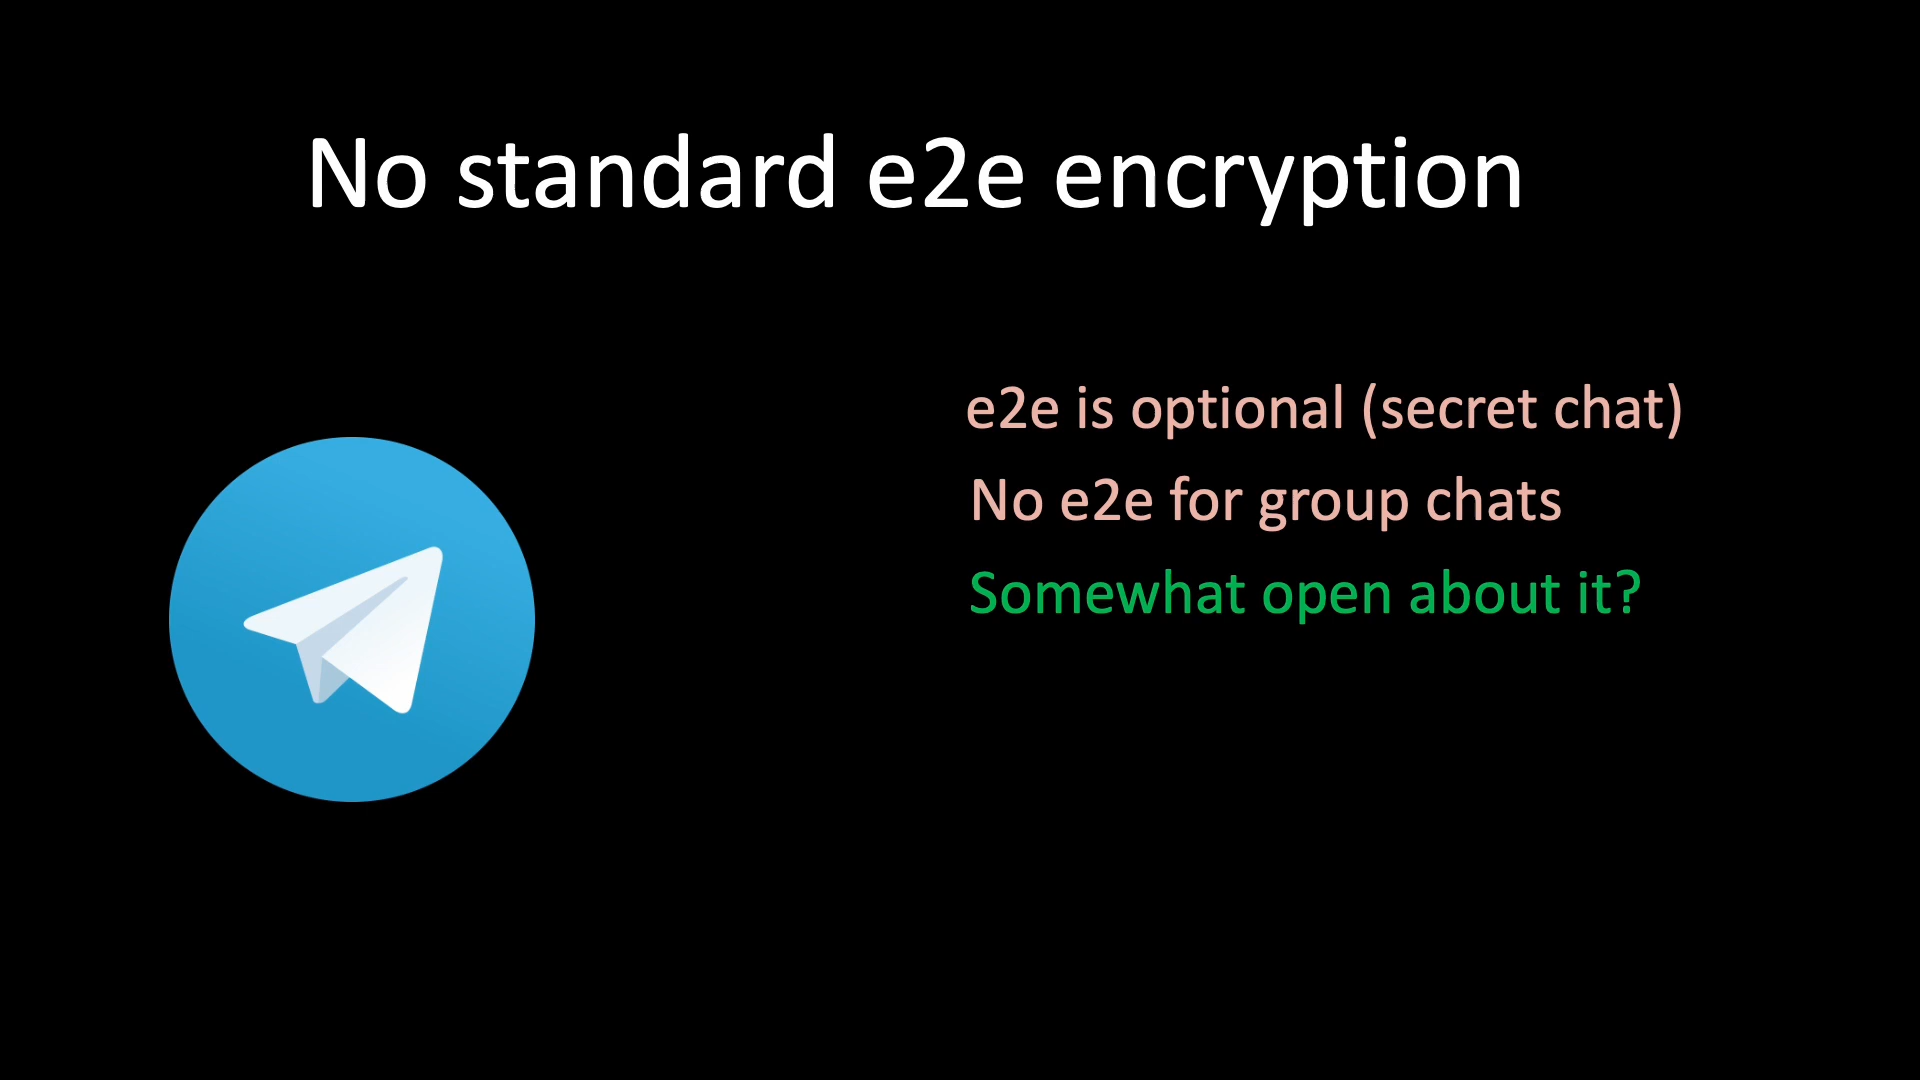 No standard e2e encryption
e2e is optional (secret chat)
No e2e for group chats
Somewhat open about it?